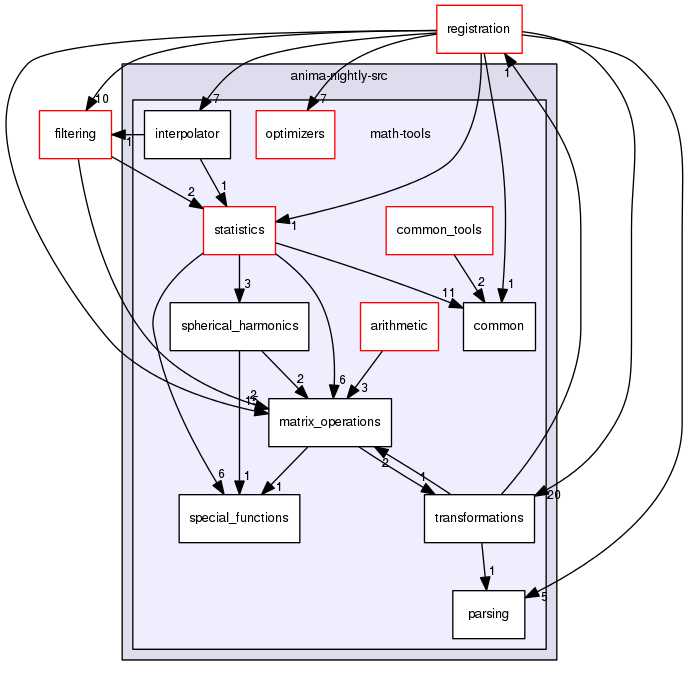 registration
1
anima-nightly-src
10
7
7
filtering
interpolator
optimizers
math-tools
1
2
1
statistics
1
common_tools
3
11
2
1
spherical_harmonics
arithmetic
common
2
6
3
2
matrix_operations
6
1
1
2
1
special_functions
transformations
20
1
parsing
5